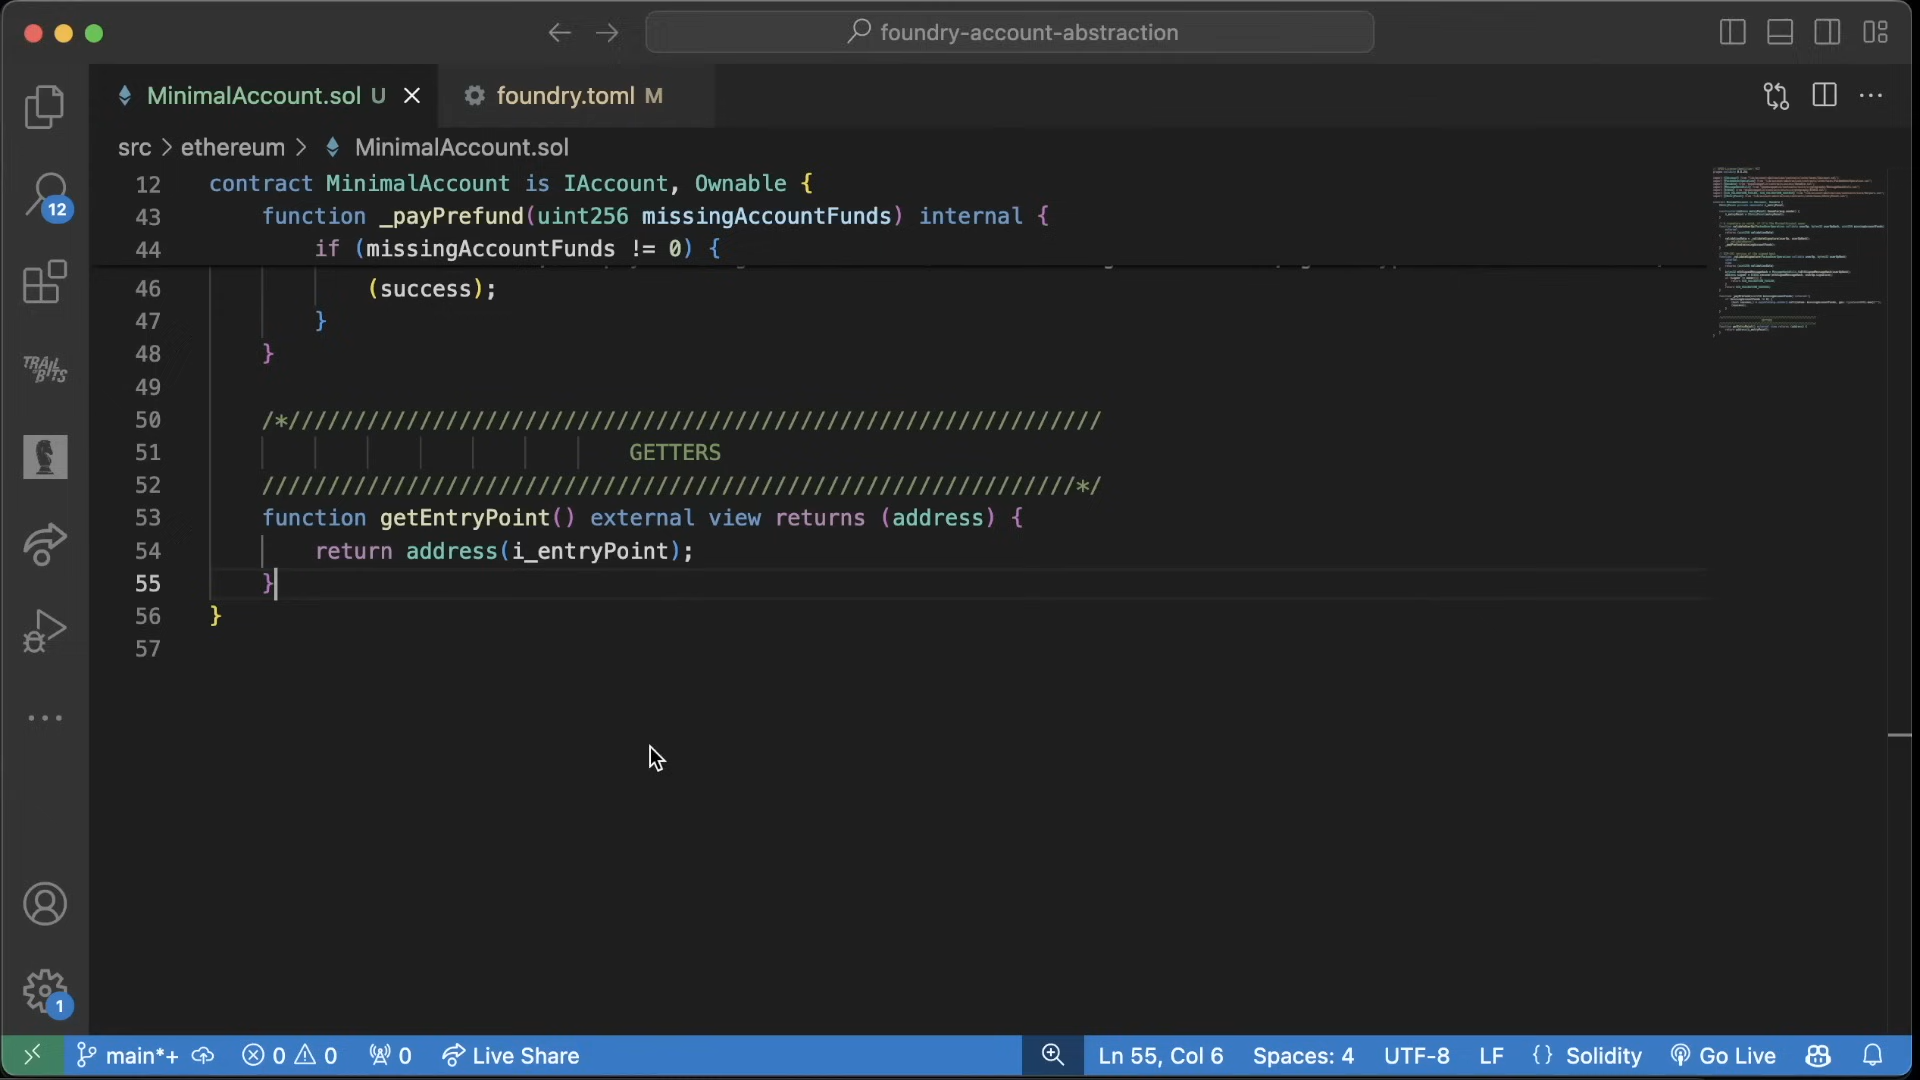 foundry-account-abstraction
MinimalAccount.sol U
foundry.toml M
src > ethereum > MinimalAccount.sol
12 contract MinimalAccount is IAccount, Ownable {
43 function _payPrefund(uint256 missingAccountFunds) internal {
44 if (missingAccountFunds != 0) {
46 (success);
47 }
48 }
49
50 /*//////////////////////////////////////////////////////////////
51 GETTERS
52 //////////////////////////////////////////////////////////////*/
53 function getEntryPoint() external view returns (address) {
54 return address(i_entryPoint);
55 }
56 }
57
12
TRAIL
OF
BITS
1
main*+ 0 0 0 Live Share Ln 55, Col 6 Spaces: 4 UTF-8 LF {} Solidity Go Live